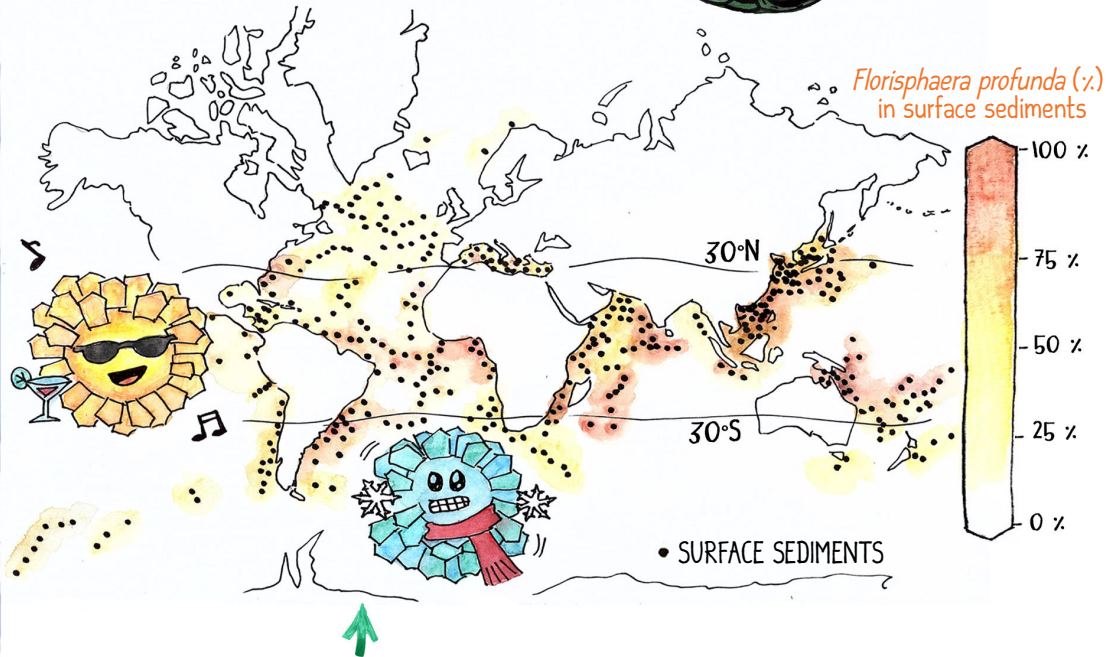 Florisphaera profunda (%)
in surface sediments
100 %
75 %
50 %
25 %
0 %
30°N
30°S
• SURFACE SEDIMENTS